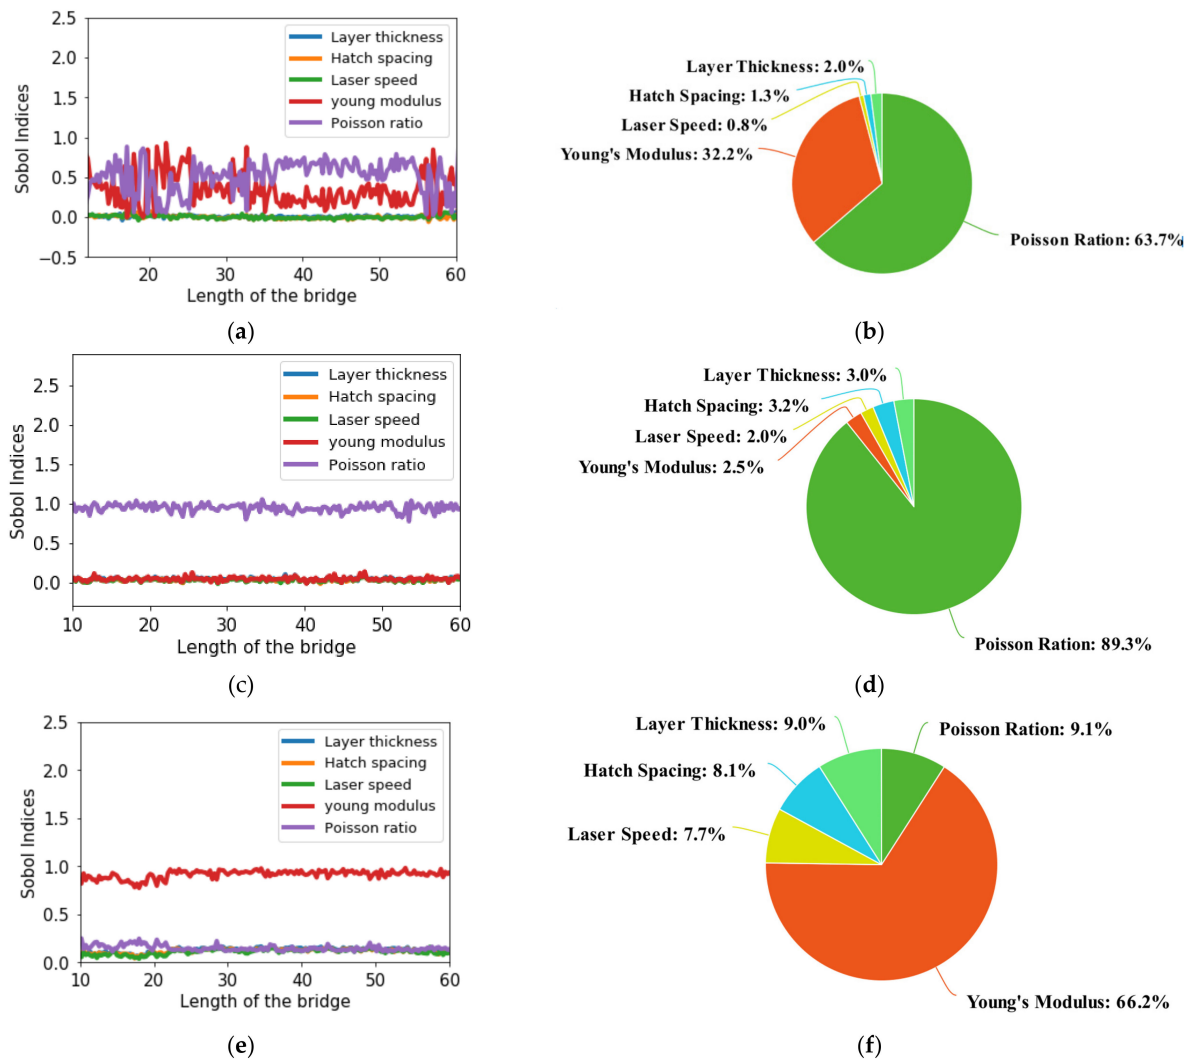 2.5
2.0
1.5
1.0
0.5
0.0
−0.5
Sobol Indices
Layer thickness
Hatch spacing
Laser speed
young modulus
Poisson ratio
20 30 40 50 60
Length of the bridge
(a)
Layer Thickness: 2.0%
Hatch Spacing: 1.3%
Laser Speed: 0.8%
Young's Modulus: 32.2%
Poisson Ration: 63.7%
(b)
2.5
2.0
1.5
1.0
0.5
0.0
Sobol Indices
Layer thickness
Hatch spacing
Laser speed
young modulus
Poisson ratio
10 20 30 40 50 60
Length of the bridge
(c)
Layer Thickness: 3.0%
Hatch Spacing: 3.2%
Laser Speed: 2.0%
Young's Modulus: 2.5%
Poisson Ration: 89.3%
(d)
2.5
2.0
1.5
1.0
0.5
0.0
Sobol Indices
Layer thickness
Hatch spacing
Laser speed
young modulus
Poisson ratio
10 20 30 40 50 60
Length of the bridge
(e)
Layer Thickness: 9.0%
Poisson Ration: 9.1%
Hatch Spacing: 8.1%
Laser Speed: 7.7%
Young's Modulus: 66.2%
(f)